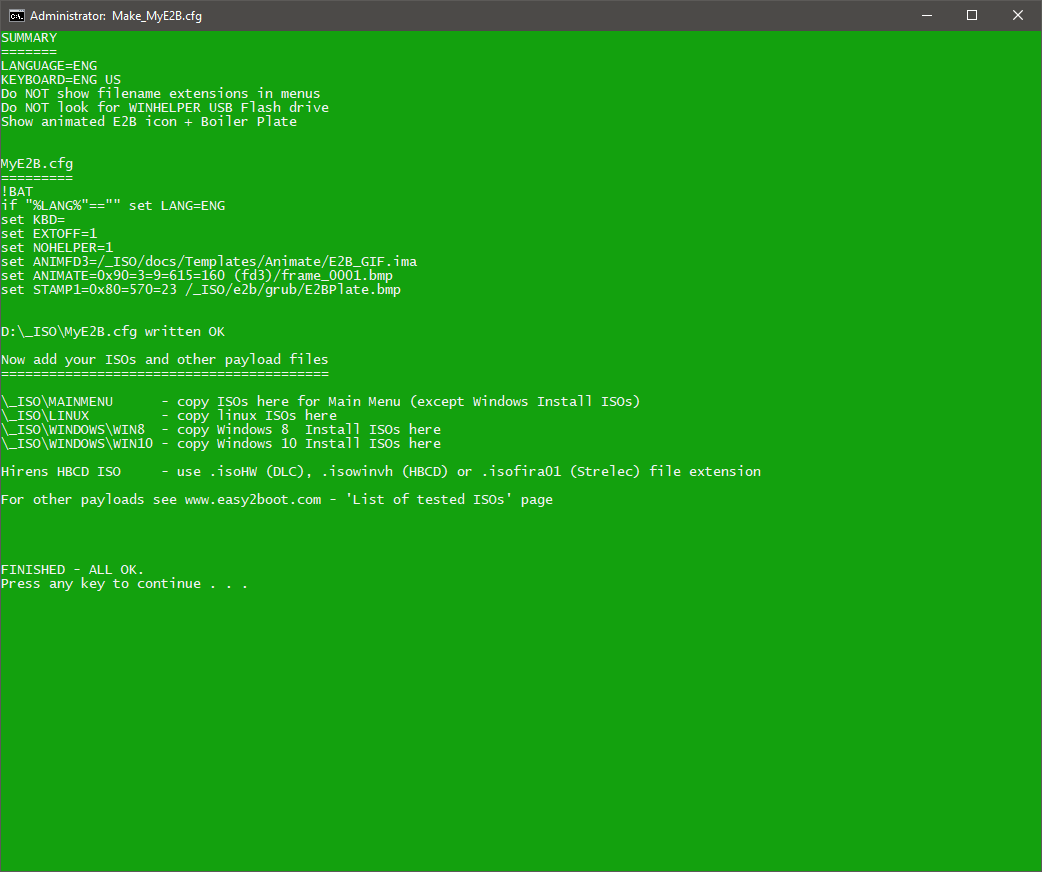 Administrator:  Make_MyE2B.cfg
SUMMARY
=======
LANGUAGE=ENG
KEYBOARD=ENG US
Do NOT show filename extensions in menus
Do NOT look for WINHELPER USB Flash drive
Show animated E2B icon + Boiler Plate
MyE2B.cfg
=========
!BAT
if "%LANG%"=="" set LANG=ENG
set KBD=
set EXTOFF=1
set NOHELPER=1
set ANIMFD3=/_ISO/docs/Templates/Animate/E2B_GIF.ima
set ANIMATE=0x90=3=9=615=160 (fd3)/frame_0001.bmp
set STAMP1=0x80=570=23 /_ISO/e2b/grub/E2BPlate.bmp
D:\_ISO\MyE2B.cfg written OK
Now add your ISOs and other payload files
=========================================
\_ISO\MAINMENU      - copy ISOs here for Main Menu (except Windows Install ISOs)
\_ISO\LINUX         - copy linux ISOs here
\_ISO\WINDOWS\WIN8  - copy Windows 8  Install ISOs here
\_ISO\WINDOWS\WIN10 - copy Windows 10 Install ISOs here
Hirens HBCD ISO     - use .isoHW (DLC), .isowinvh (HBCD) or .isofira01 (Strelec) file extension
For other payloads see www.easy2boot.com - 'List of tested ISOs' page
FINISHED - ALL OK.
Press any key to continue . . .